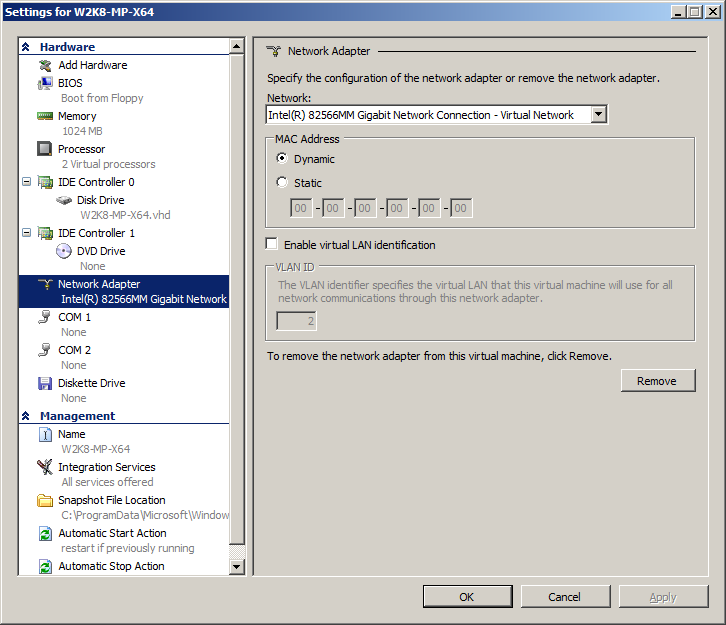 Settings for W2K8-MP-X64
Hardware
Add Hardware
BIOS
Boot from Floppy
Memory
1024 MB
Processor
2 Virtual processors
IDE Controller 0
Disk Drive
W2K8-MP-X64.vhd
IDE Controller 1
DVD Drive
None
Network Adapter
Intel(R) 82566MM Gigabit Network
COM 1
None
COM 2
None
Diskette Drive
None
Management
Name
W2K8-MP-X64
Integration Services
All services offered
Snapshot File Location
C:\ProgramData\Microsoft\Window
Automatic Start Action
restart if previously running
Automatic Stop Action
Network Adapter
Specify the configuration of the network adapter or remove the network adapter.
Network:
Intel(R) 82566MM Gigabit Network Connection - Virtual Network
MAC Address
Dynamic
Static
00 - 00 - 00 - 00 - 00 - 00
Enable virtual LAN identification
VLAN ID
The VLAN identifier specifies the virtual LAN that this virtual machine will use for all
network communications through this network adapter.
2
To remove the network adapter from this virtual machine, click Remove.
Remove
OK Cancel Apply